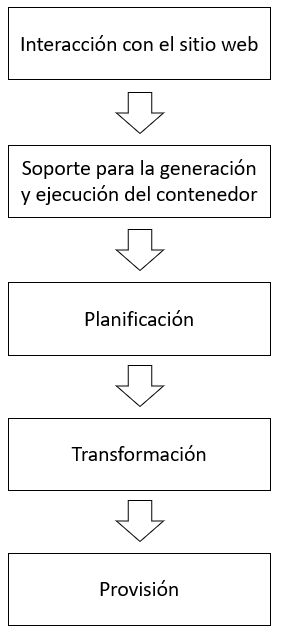 Interacción con el sitio web
Soporte para la generación
y ejecución del contenedor
Planificación
Transformación
Provisión